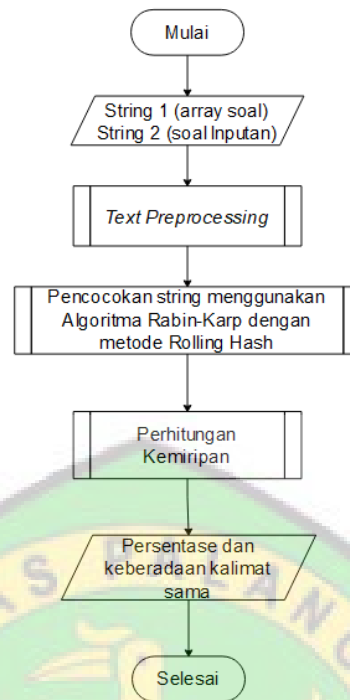 Mulai
String 1 (array soal)
String 2 (soal Inputan)
Text Preprocessing
Pencocokan string menggunakan
Algoritma Rabin-Karp dengan
metode Rolling Hash
Perhitungan
Kemiripan
Persentase dan
keberadaan kalimat
sama
Selesai